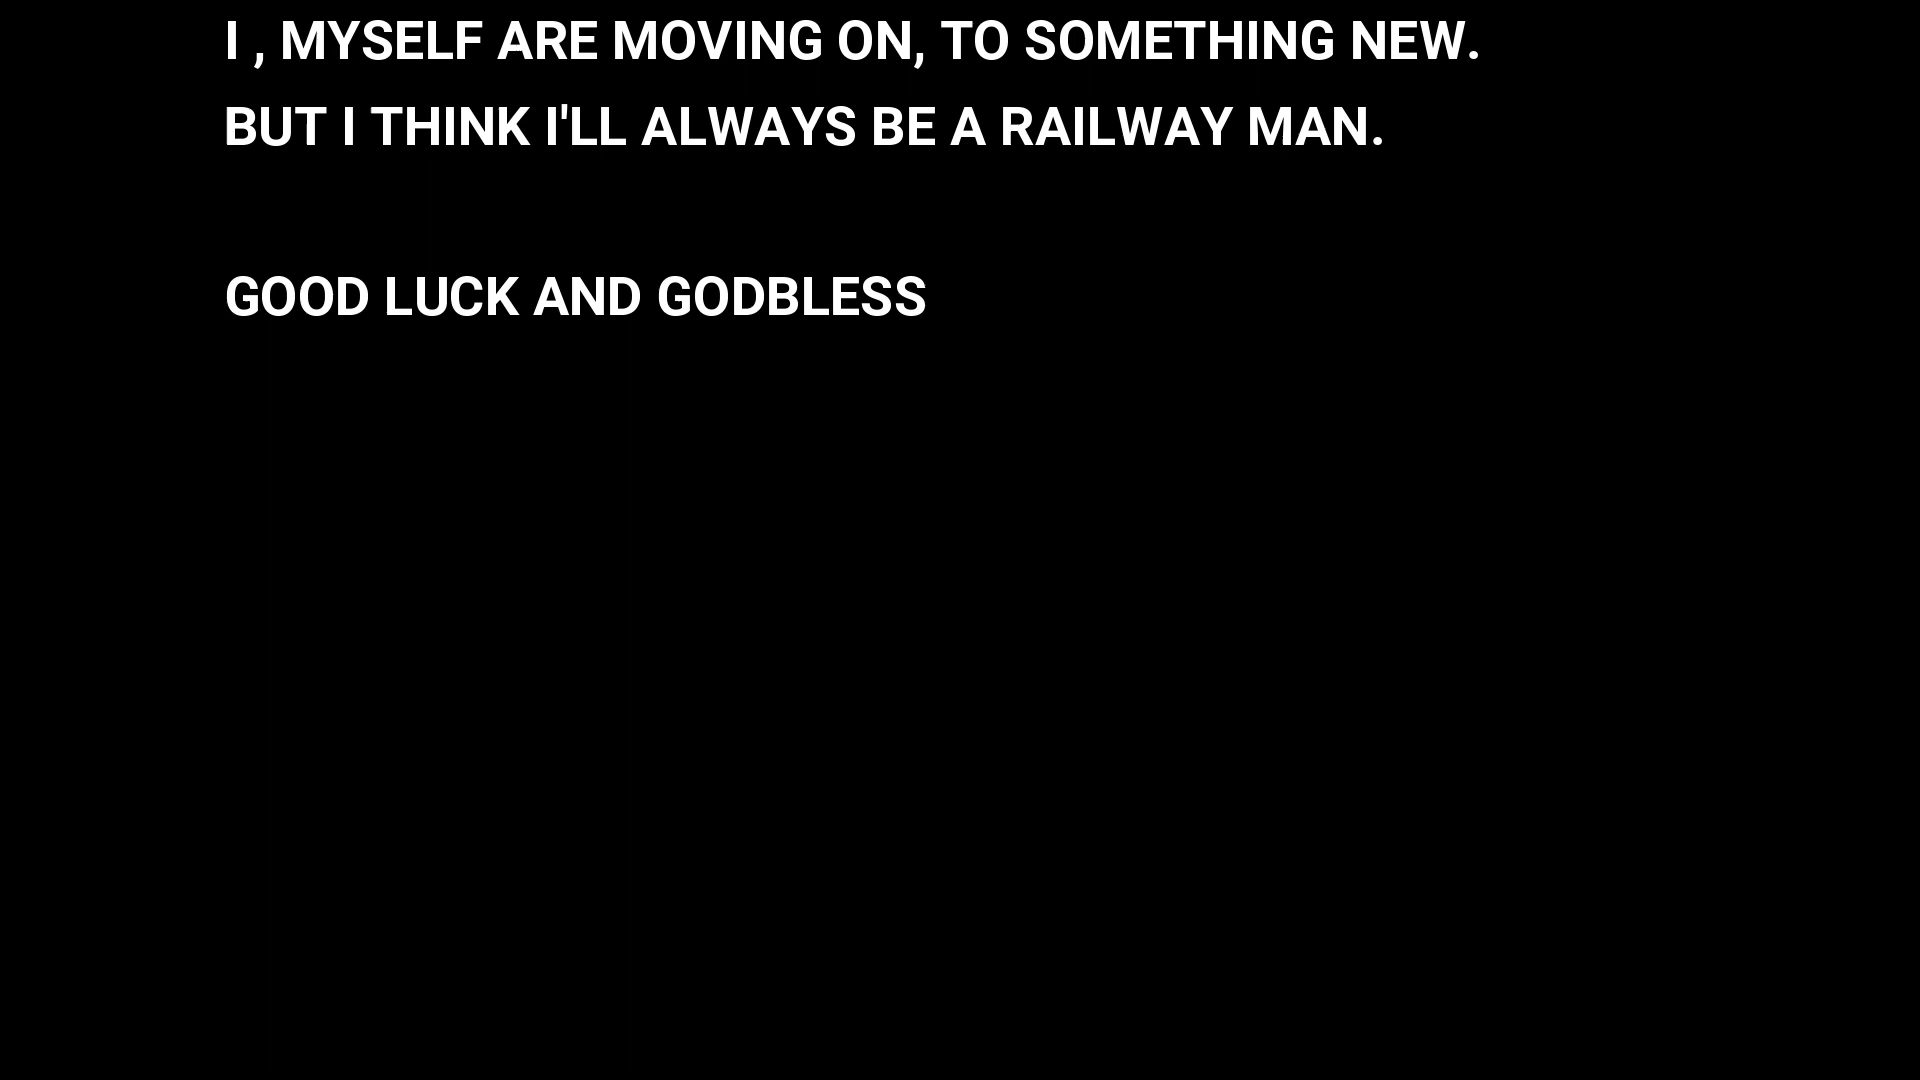 I , MYSELF ARE MOVING ON, TO SOMETHING NEW.
BUT I THINK I'LL ALWAYS BE A RAILWAY MAN.
GOOD LUCK AND GODBLESS